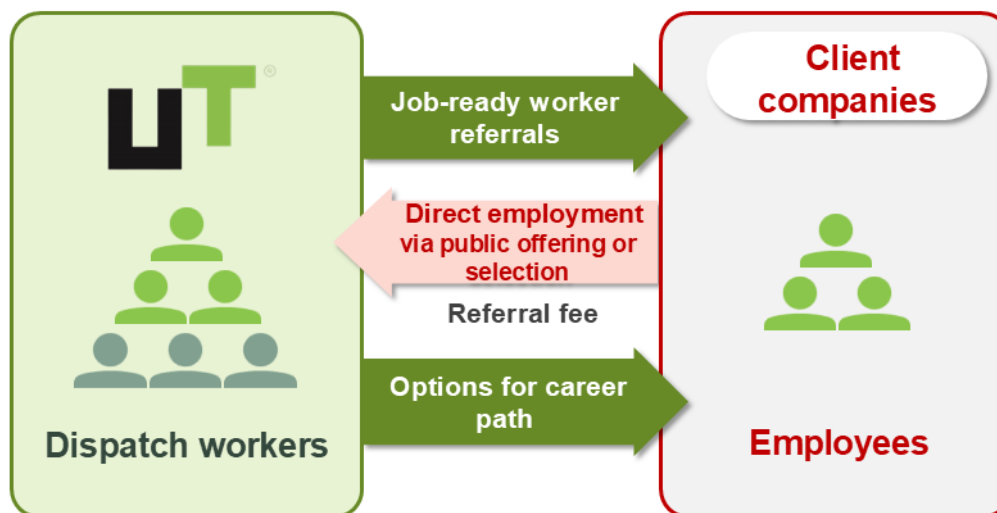 UT®
Client
companies
Job-ready worker
referrals
Direct employment
via public offering or
selection
Referral fee
Options for career
path
Dispatch workers
Employees